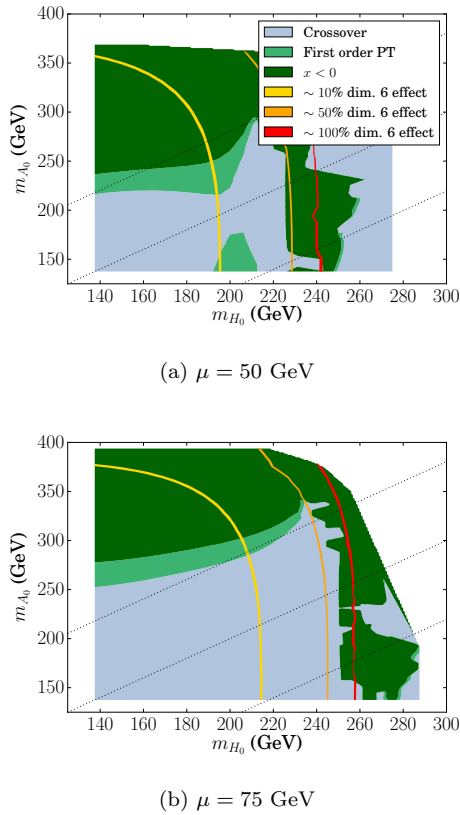 400
350
300
250
200
150
m_{A_0} (GeV)
Crossover
First order PT
x < 0
∼ 10% dim. 6 effect
∼ 50% dim. 6 effect
∼ 100% dim. 6 effect
140 160 180 200 220 240 260 280 300
m_{H_0} (GeV)
(a) μ = 50 GeV
400
350
300
250
200
150
m_{A_0} (GeV)
140 160 180 200 220 240 260 280 300
m_{H_0} (GeV)
(b) μ = 75 GeV